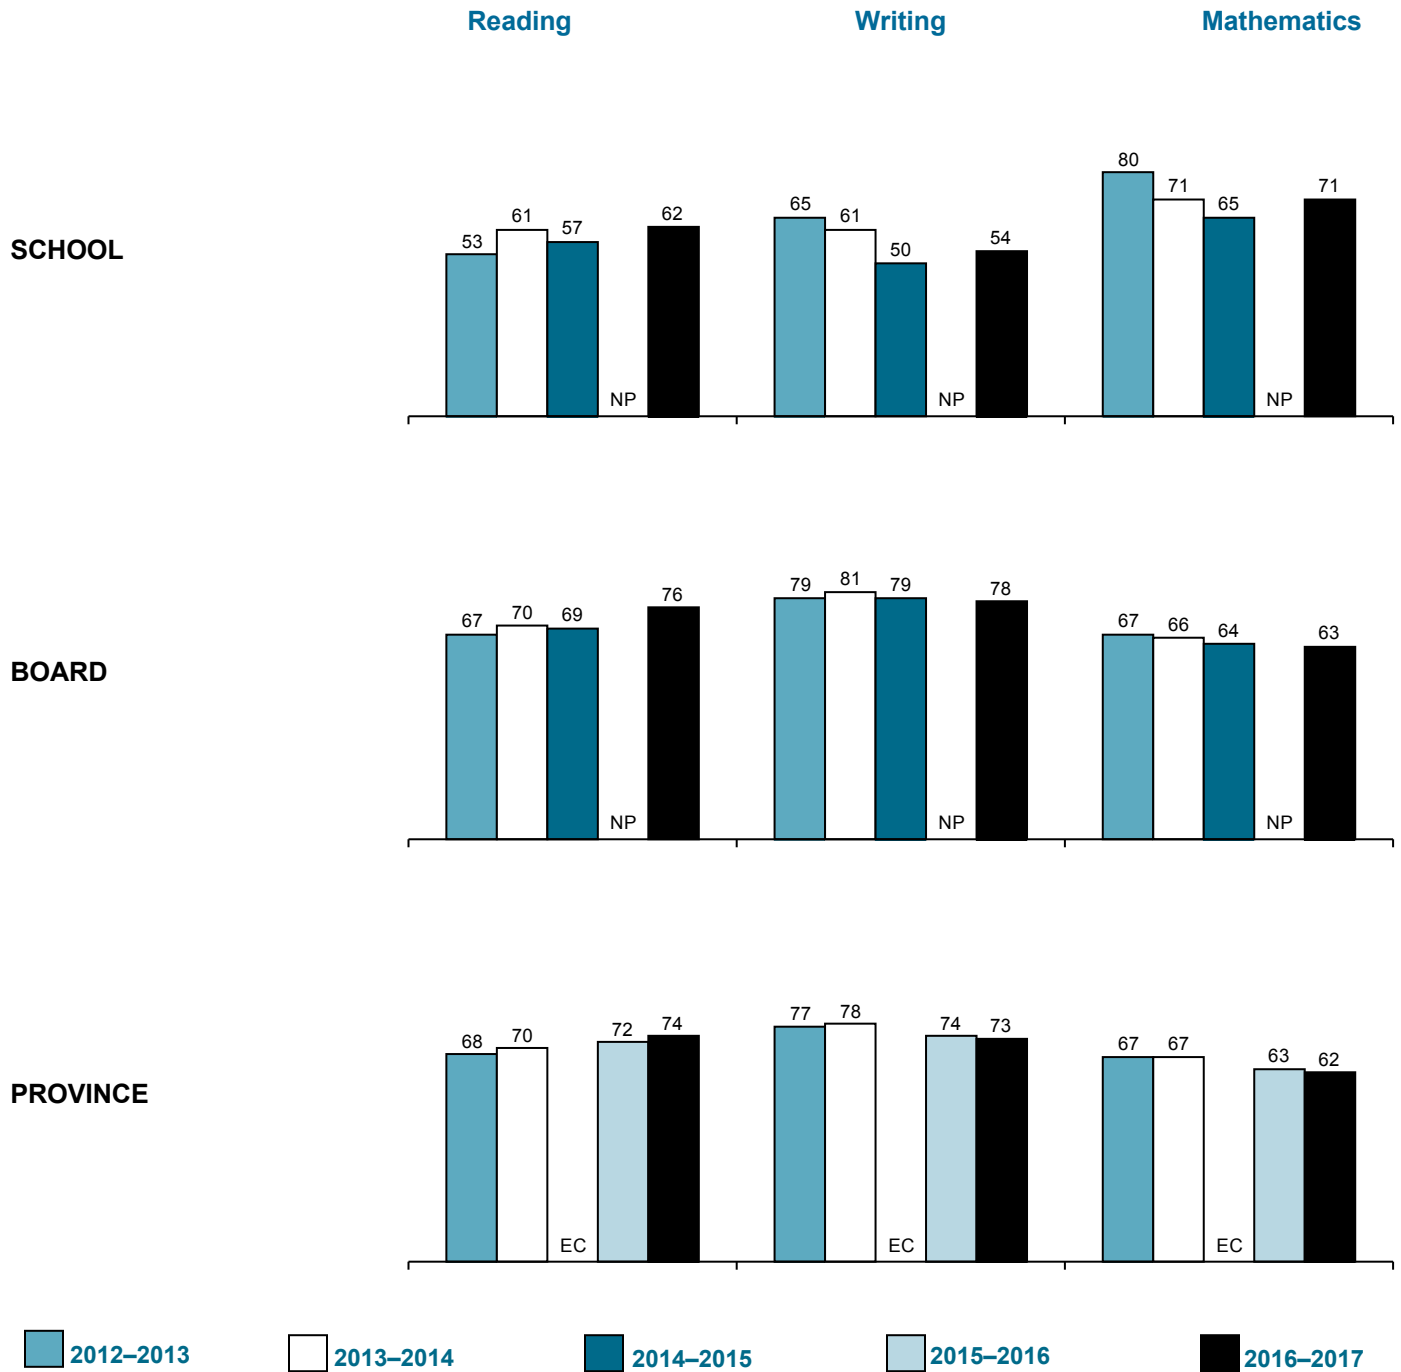 Reading Writing Mathematics
SCHOOL
53 61 57 NP 62
65 61 50 NP 54
80 71 65 NP 71
BOARD
67 70 69 NP 76
79 81 79 NP 78
67 66 64 NP 63
PROVINCE
68 70 EC 72 74
77 78 EC 74 73
67 67 EC 63 62
2012–2013 2013–2014 2014–2015 2015–2016 2016–2017